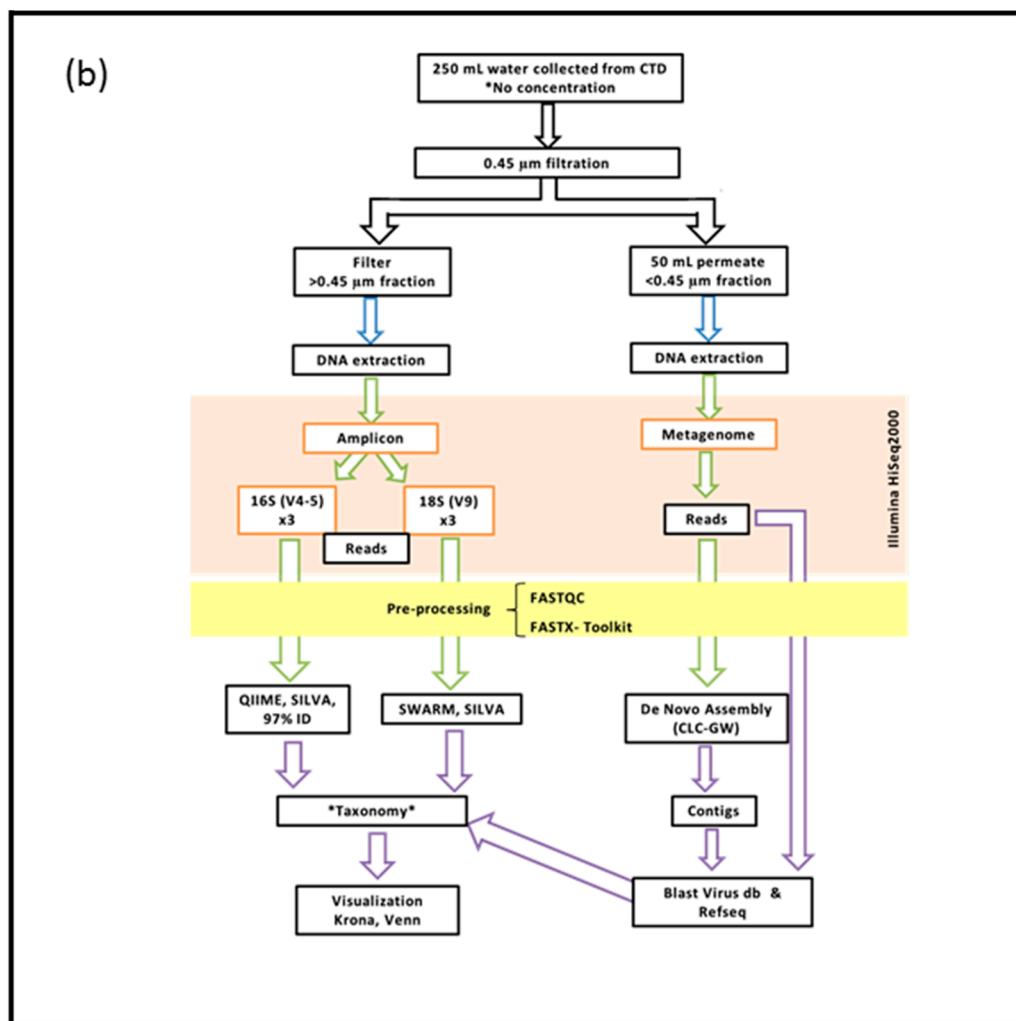 (b)
250 mL water collected from CTD
*No concentration
0.45 µm filtration
Filter
>0.45 µm fraction
50 mL permeate
<0.45 µm fraction
DNA extraction
DNA extraction
Amplicon
Metagenome
16S (V4-5)
x3
18S (V9)
x3
Reads
Reads
Illumina HiSeq2000
Pre-processing
FASTQC
FASTX- Toolkit
QIIME, SILVA,
97% ID
SWARM, SILVA
De Novo Assembly
(CLC-GW)
*Taxonomy*
Contigs
Visualization
Krona, Venn
Blast Virus db &
Refseq